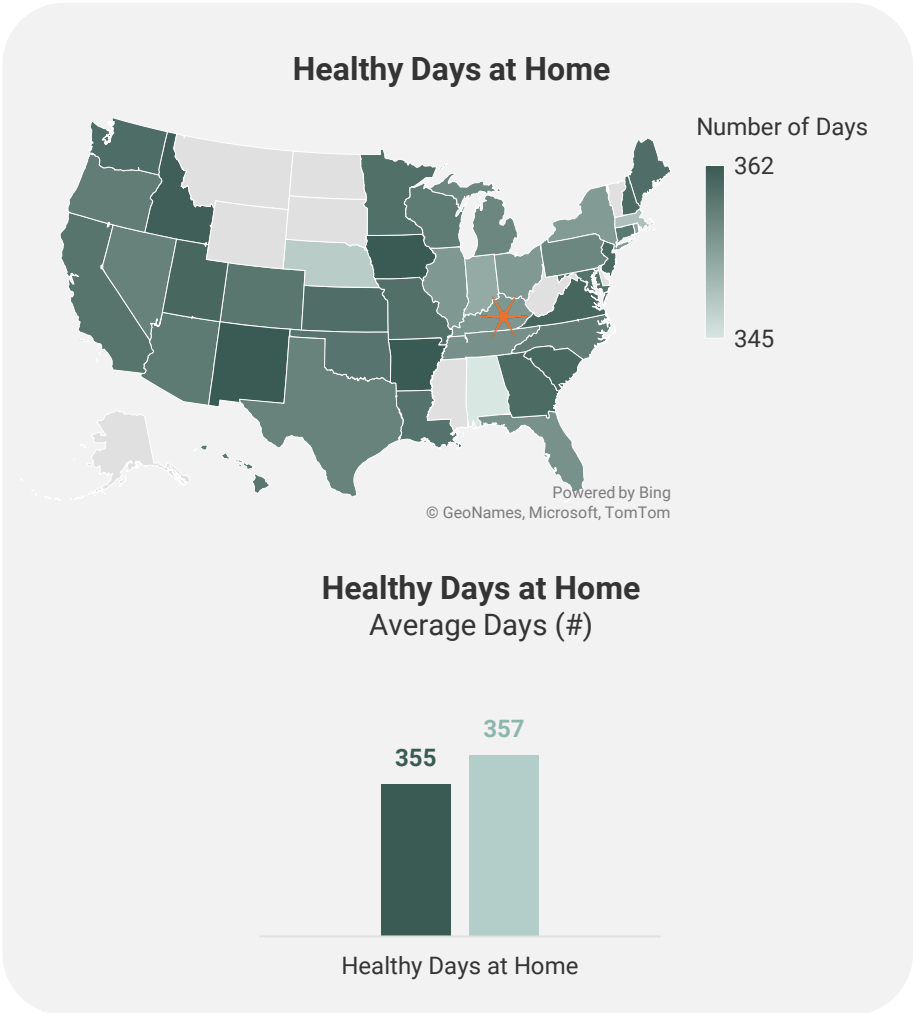 Healthy Days at Home
Number of Days
362
345
Powered by Bing
© GeoNames, Microsoft, TomTom
Healthy Days at Home
Average Days (#)
355
357
Healthy Days at Home